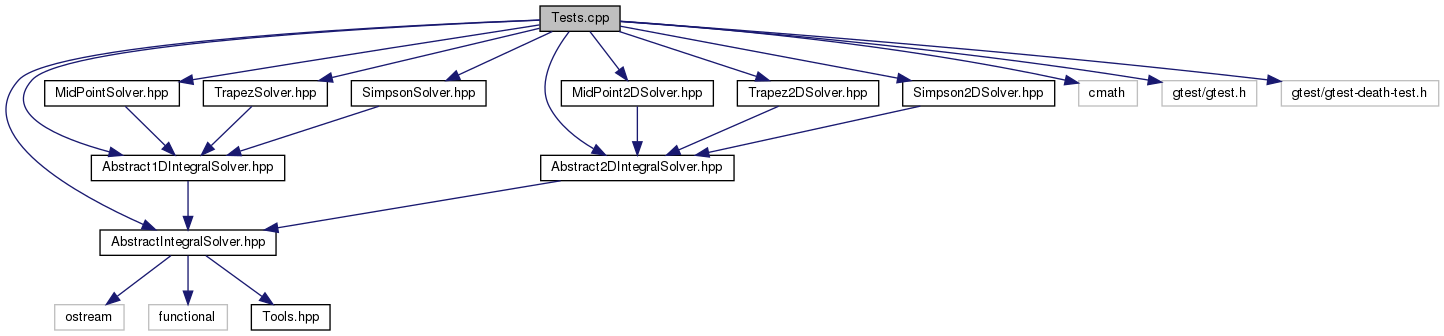 Tests.cpp
MidPointSolver.hpp
TrapezSolver.hpp
SimpsonSolver.hpp
MidPoint2DSolver.hpp
Trapez2DSolver.hpp
Simpson2DSolver.hpp
cmath
gtest/gtest.h
gtest/gtest-death-test.h
Abstract1DIntegralSolver.hpp
Abstract2DIntegralSolver.hpp
AbstractIntegralSolver.hpp
ostream
functional
Tools.hpp